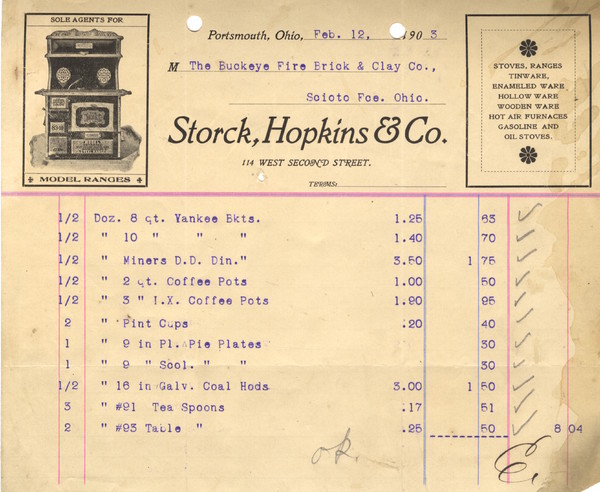 SOLE AGENTS FOR
MODEL RANGES
Portsmouth, Ohio, Feb. 12, 1903
M The Buckeye Fire Brick & Clay Co.,
Scioto Fce. Ohio.
Storck, Hopkins & Co.
114 WEST SECOND STREET.
TERMS:
STOVES, RANGES
TINWARE,
ENAMELED WARE
HOLLOW WARE
WOODEN WARE
HOT AIR FURNACES
GASOLINE AND
OIL STOVES.
1/2 Doz. 8 qt. Yankee Bkts. 1.25 63
1/2 " 10 " " " 1.40 70
1/2 " Miners D.D. Din." 3.50 1 75
1/2 " 2 qt. Coffee Pots 1.00 50
1/2 " 3 " I.X. Coffee Pots 1.90 95
2 " Pint Cups .20 40
1 " 9 in Pl. Pie Plates 30
1 " 9 " Scol. " " 30
1/2 " 16 in Galv. Coal Hods 3.00 1 50
3 " #91 Tea Spoons .17 51
2 " #93 Table " .25 50 8 04
ok.